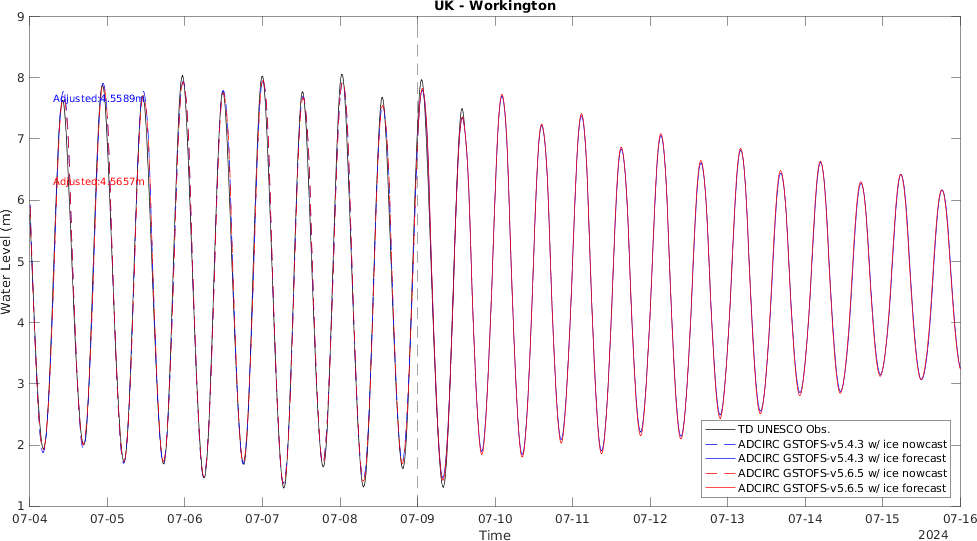 UK - Workington
9
8
7
6
5
4
3
2
1
Water Level (m)
Adjusted:4.5589m
Adjusted:4.5657m
TD UNESCO Obs.
ADCIRC GSTOFS-v5.4.3 w/ ice nowcast
ADCIRC GSTOFS-v5.4.3 w/ ice forecast
ADCIRC GSTOFS-v5.6.5 w/ ice nowcast
ADCIRC GSTOFS-v5.6.5 w/ ice forecast
07-04 07-05 07-06 07-07 07-08 07-09 07-10 07-11 07-12 07-13 07-14 07-15 07-16
Time
2024